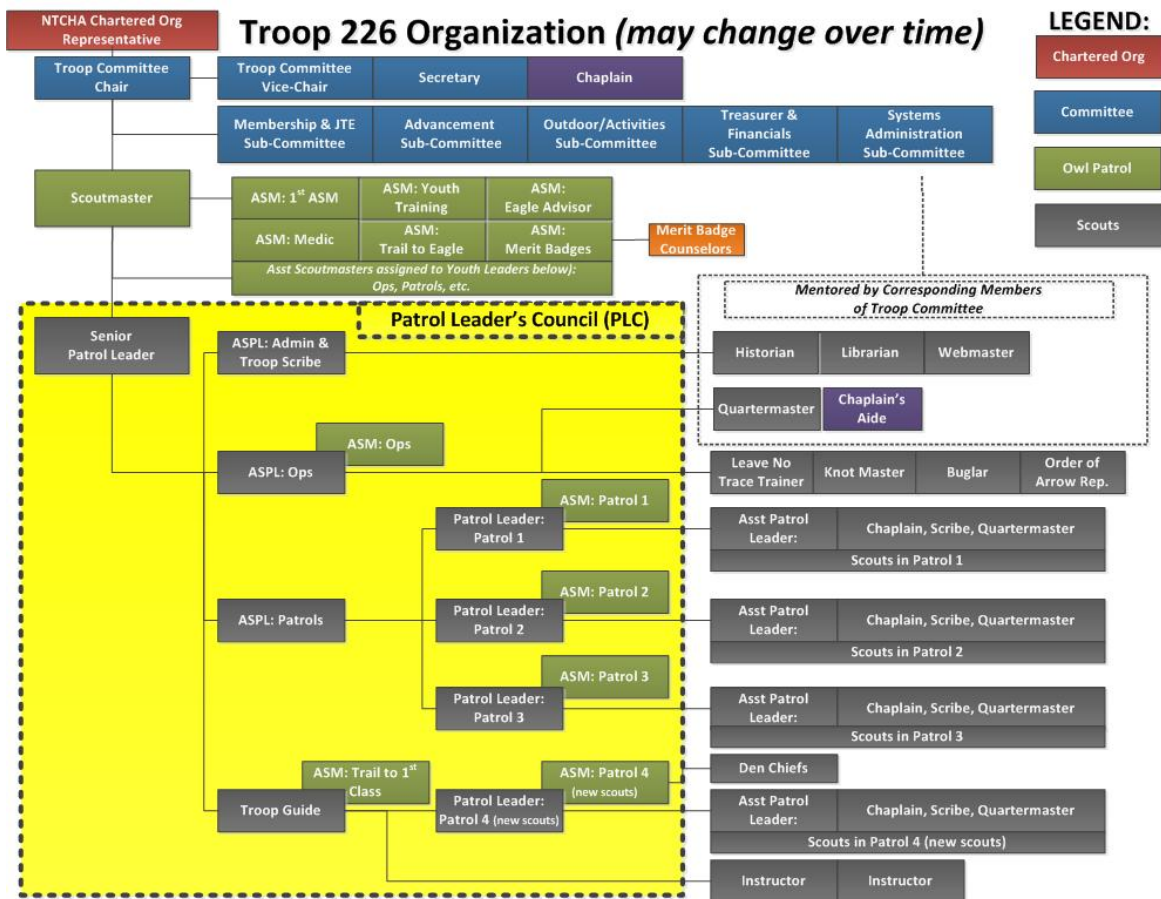 NTCHA Chartered Org
Representative
Troop 226 Organization (may change over time)
LEGEND:
Chartered Org
Committee
Owl Patrol
Scouts
Troop Committee
Chair
Troop Committee
Vice-Chair
Secretary
Chaplain
Membership & JTE
Sub-Committee
Advancement
Sub-Committee
Outdoor/Activities
Sub-Committee
Treasurer &
Financials
Sub-Committee
Systems
Administration
Sub-Committee
Scoutmaster
ASM: 1st ASM
ASM: Youth
Training
ASM:
Eagle Advisor
ASM: Medic
ASM:
Trail to Eagle
ASM:
Merit Badges
Merit Badge
Counselors
Asst Scoutmasters assigned to Youth Leaders below):
Ops, Patrols, etc.
Mentored by Corresponding Members
of Troop Committee
Patrol Leader's Council (PLC)
Senior
Patrol Leader
ASPL: Admin &
Troop Scribe
Historian
Librarian
Webmaster
Quartermaster
Chaplain's
Aide
ASM: Ops
ASPL: Ops
Leave No
Trace Trainer
Knot Master
Buglar
Order of
Arrow Rep.
ASM: Patrol 1
Patrol Leader:
Patrol 1
Asst Patrol
Leader:
Chaplain, Scribe, Quartermaster
Scouts in Patrol 1
ASPL: Patrols
ASM: Patrol 2
Patrol Leader:
Patrol 2
Asst Patrol
Leader:
Chaplain, Scribe, Quartermaster
Scouts in Patrol 2
ASM: Patrol 3
Patrol Leader:
Patrol 3
Asst Patrol
Leader:
Chaplain, Scribe, Quartermaster
Scouts in Patrol 3
Den Chiefs
ASM: Trail to 1st
Class
Troop Guide
ASM: Patrol 4
(new scouts)
Patrol Leader:
Patrol 4 (new scouts)
Asst Patrol
Leader:
Chaplain, Scribe, Quartermaster
Scouts in Patrol 4 (new scouts)
Instructor
Instructor